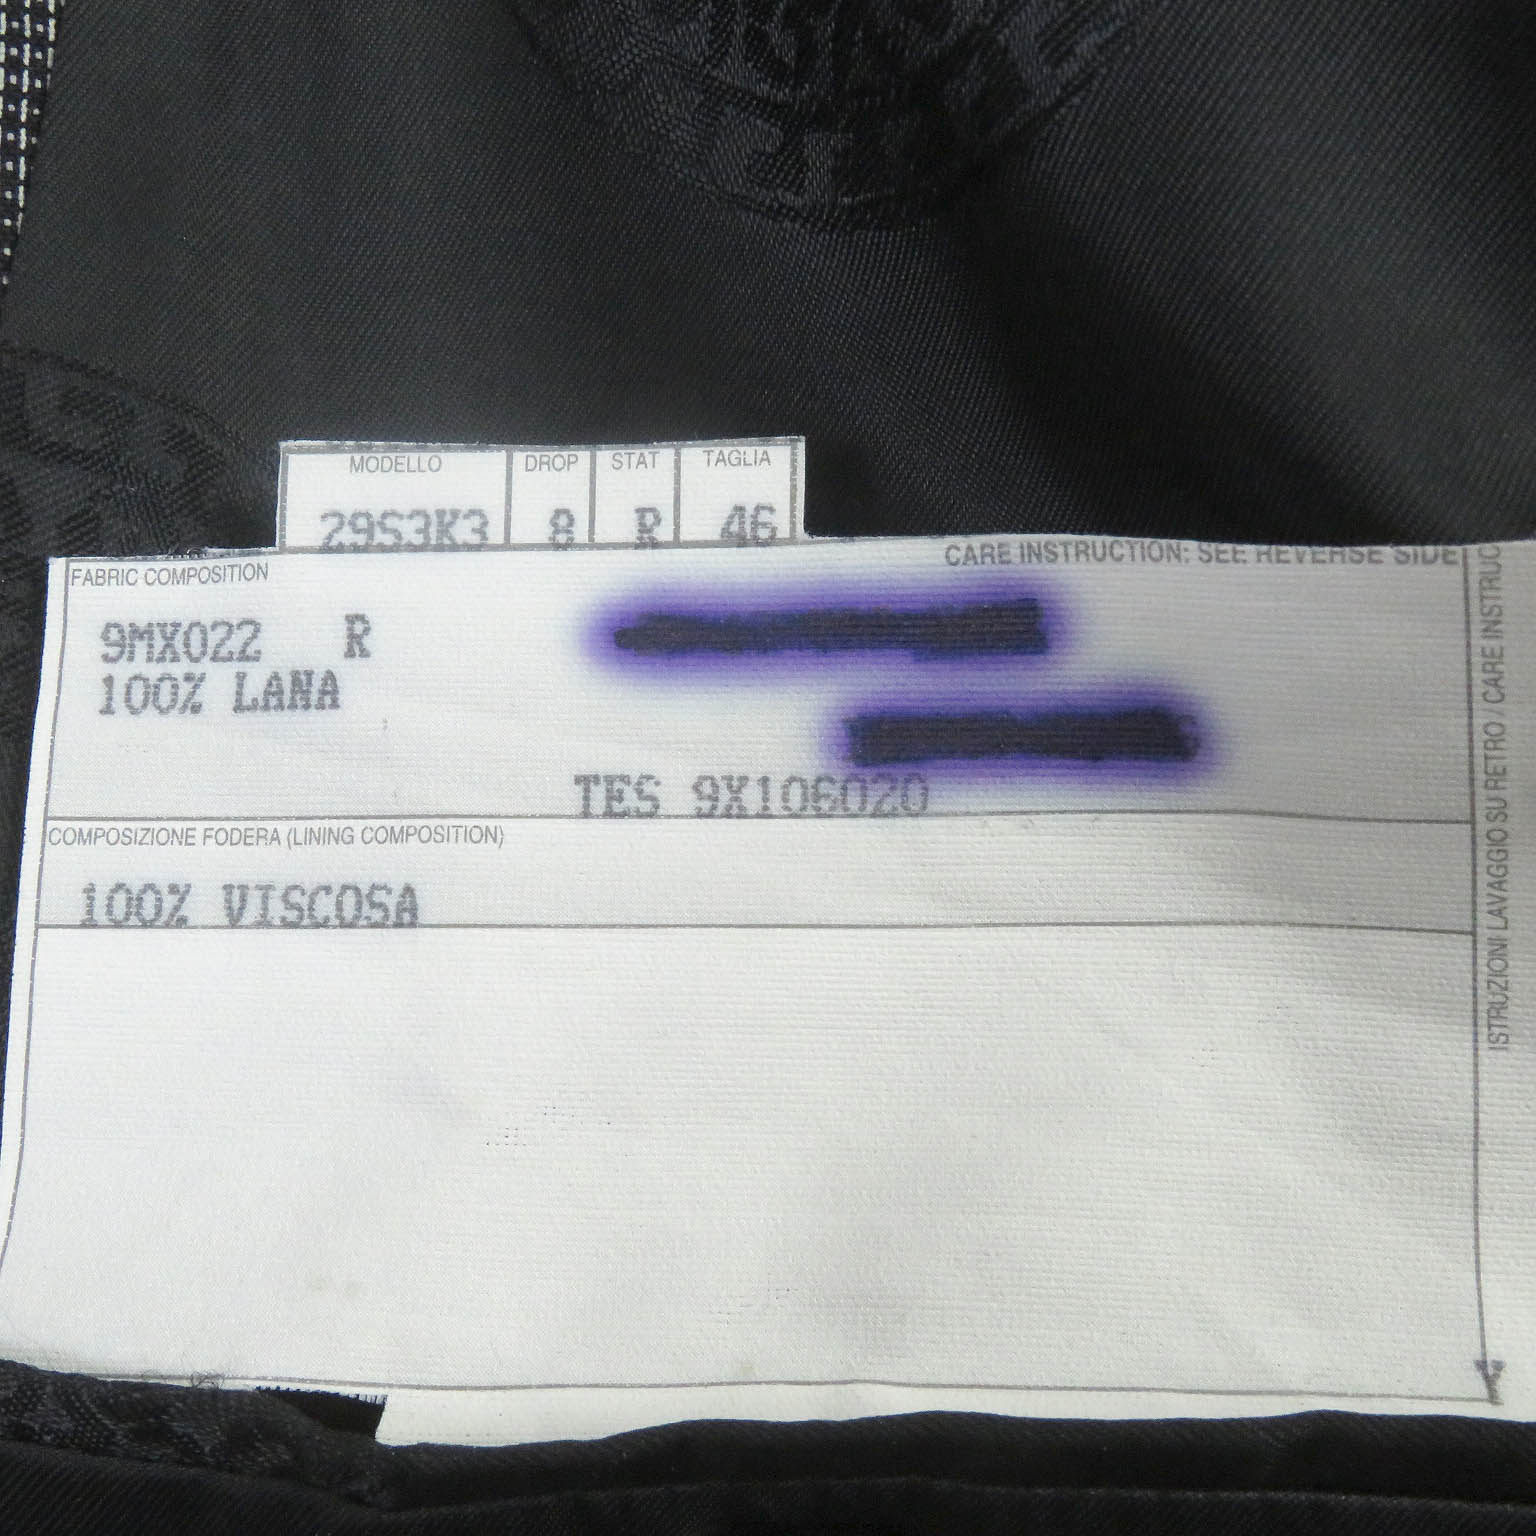 MODELLO DROP STAT TAGLIA
29S3K3 8 R 46
CARE INSTRUCTION: SEE REVERSE SIDE
FABRIC COMPOSITION
9MX022 R
100% LANA
TES 9X106020
COMPOSIZIONE FODERA (LINING COMPOSITION)
100% VISCOSA
ISTRUZIONI LAVAGGIO SU RETRO / CARE INSTRUC